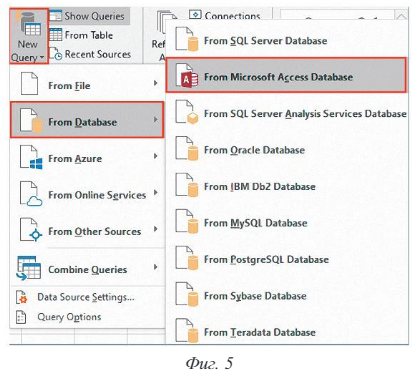 Show Queries
From Table
Recent Sources
New
Query
Connections
From File
From Database
From Azure
From Online Services
From Other Sources
Combine Queries
Data Source Settings...
Query Options
From SQL Server Database
From Microsoft Access Database
From SQL Server Analysis Services Database
From Oracle Database
From IBM Db2 Database
From MySQL Database
From PostgreSQL Database
From Sybase Database
From Teradata Database
Фиг. 5